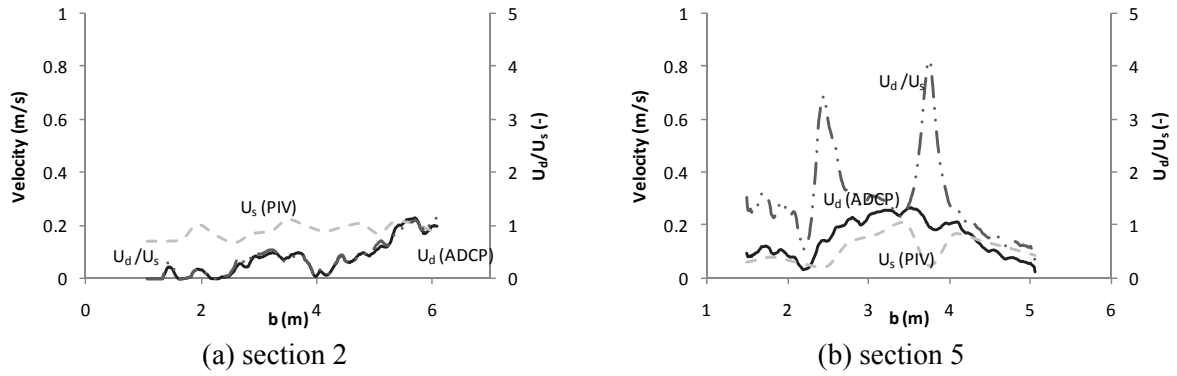 1
0.8
0.6
0.4
0.2
0
Velocity (m/s)
5
4
3
2
1
0
Ud/Us (-)
Us (PIV)
Ud/Us
Ud (ADCP)
0 2 4 6
b (m)
(a) section 2
1
0.8
0.6
0.4
0.2
0
Velocity (m/s)
5
4
3
2
1
0
Ud/Us (-)
Ud/Us
Ud (ADCP)
Us (PIV)
1 2 3 4 5 6
b (m)
(b) section 5